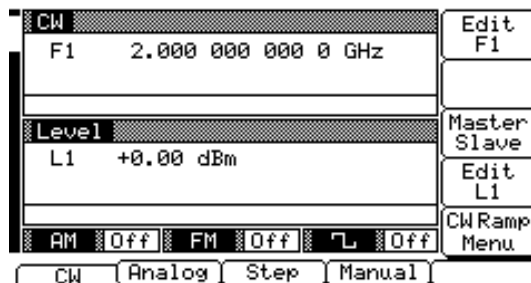 CW
F1 2.000 000 000 0 GHz
Level
L1 +0.00 dBm
AM Off FM Off Off
CW Analog Step Manual
Edit
F1
Master
Slave
Edit
L1
CW Ramp
Menu